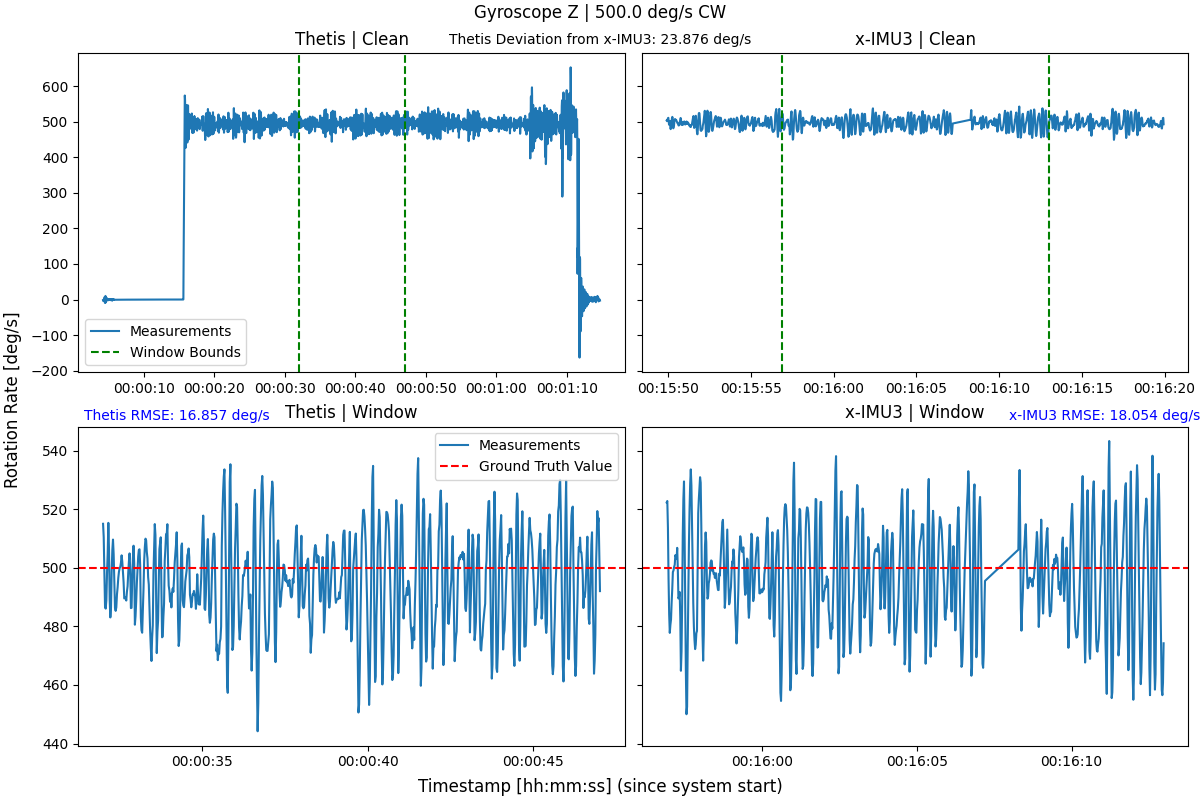 Gyroscope Z | 500.0 deg/s CW
Thetis | Clean
Thetis Deviation from x-IMU3: 23.876 deg/s
x-IMU3 | Clean
Rotation Rate [deg/s]
600
500
400
300
200
100
0
−100
−200
Measurements
Window Bounds
00:00:10 00:00:20 00:00:30 00:00:40 00:00:50 00:01:00 00:01:10
00:15:50 00:15:55 00:16:00 00:16:05 00:16:10 00:16:15 00:16:20
Thetis RMSE: 16.857 deg/s
Thetis | Window
x-IMU3 | Window
x-IMU3 RMSE: 18.054 deg/s
540
520
500
480
460
440
Measurements
Ground Truth Value
00:00:35 00:00:40 00:00:45
00:16:00 00:16:05 00:16:10
Timestamp [hh:mm:ss] (since system start)